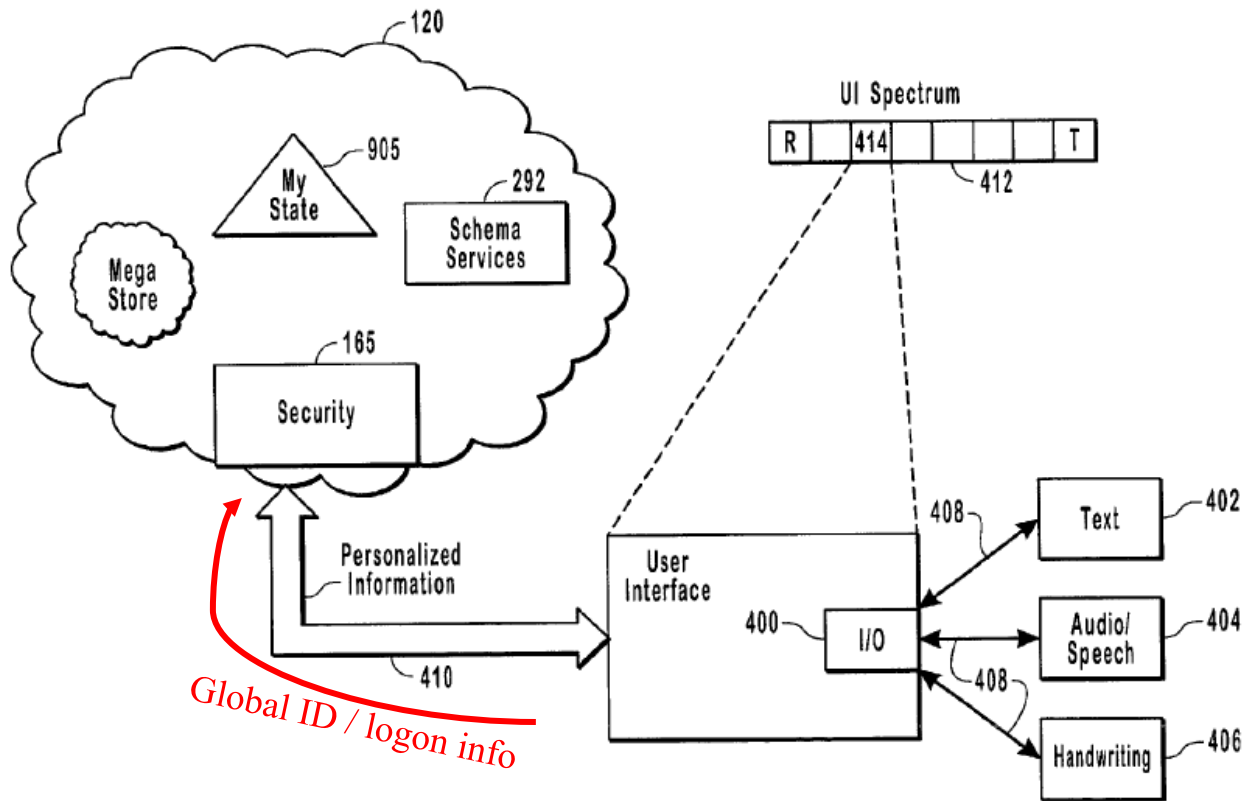 120
UI Spectrum
R
414
T
412
905
My
State
292
Schema
Services
Mega
Store
165
Security
Personalized
Information
410
Global ID / logon info
User
Interface
400
I/O
408
Text
402
Audio/
Speech
404
408
Handwriting
406